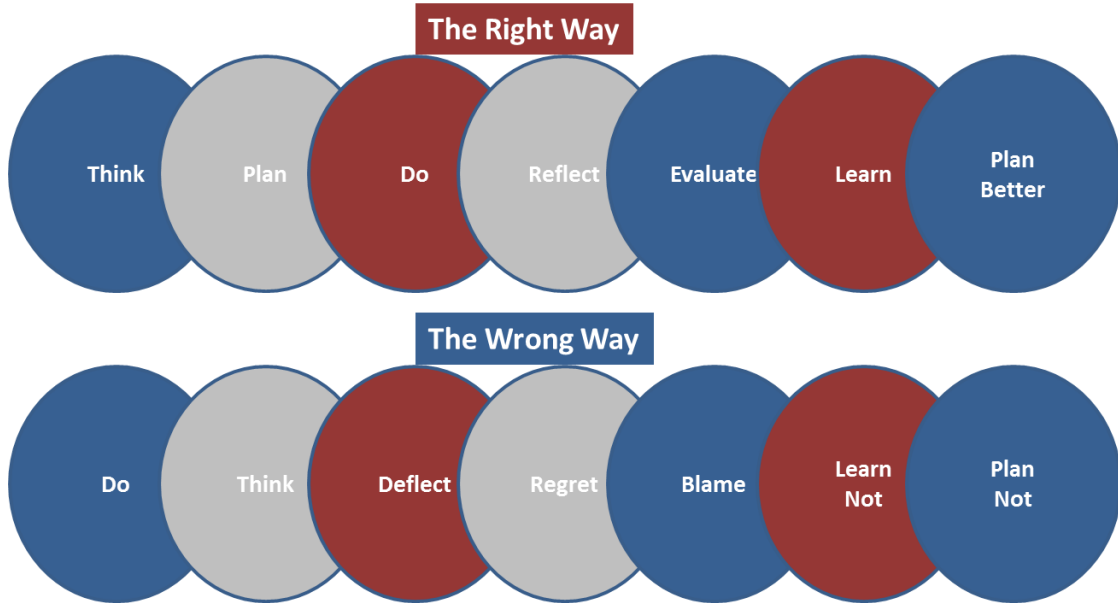 The Right Way
Think
Plan
Do
Reflect
Evaluate
Learn
Plan
Better
The Wrong Way
Do
Think
Deflect
Regret
Blame
Learn
Not
Plan
Not